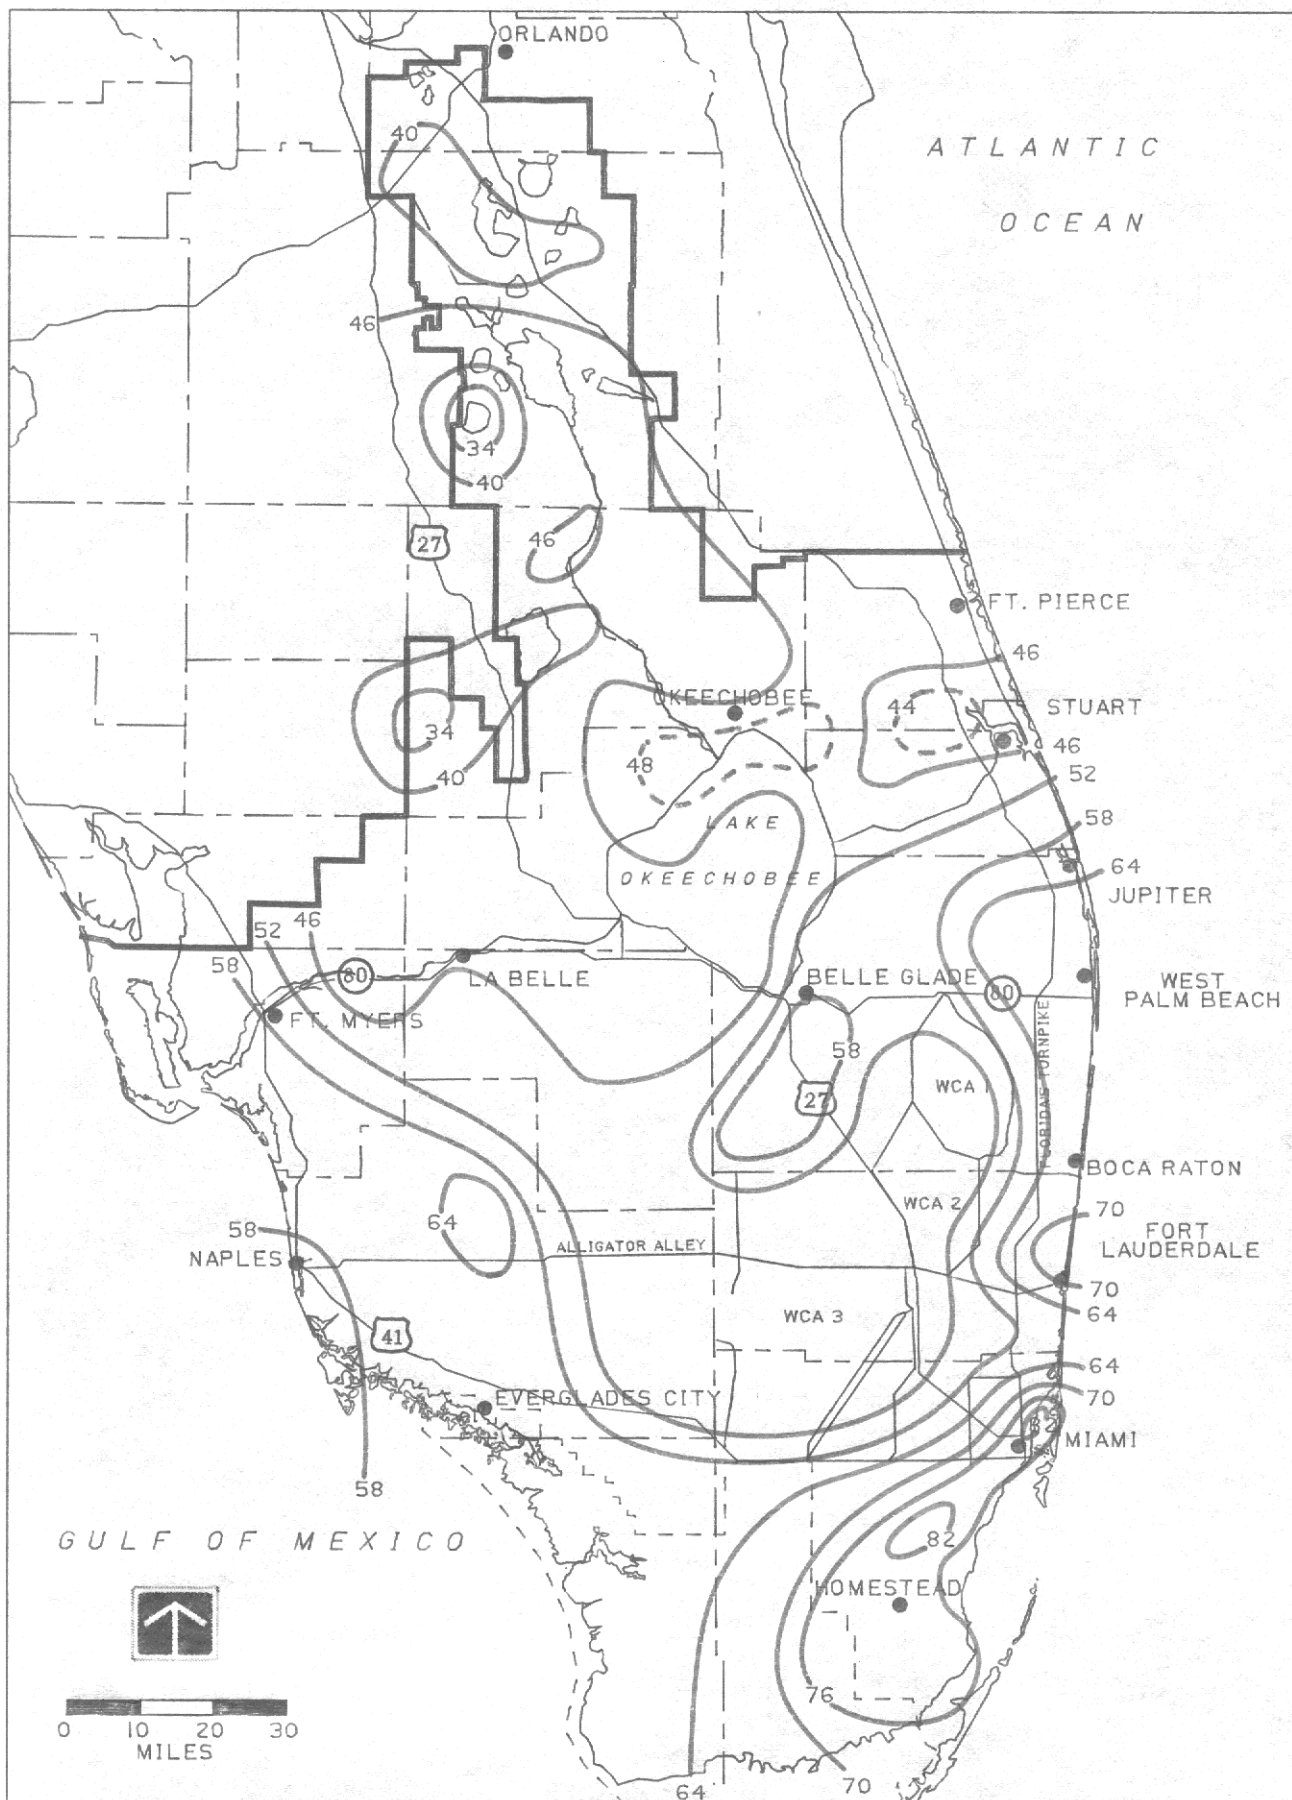 ORLANDO
40
ATLANTIC
OCEAN
46
34
40
27
46
FT. PIERCE
46
OKEECHOBEE
44
STUART
34
46
48
40
52
LAKE
58
OKEECHOBEE
64
JUPITER
52
46
58
80
LA BELLE
BELLE GLADE
80
WEST
PALM BEACH
FT. MYERS
FLORIDA'S TURNPIKE
58
WCA 1
27
BOCA RATON
WCA 2
70
64
58
FORT
LAUDERDALE
ALLIGATOR ALLEY
NAPLES
70
64
WCA 3
41
64
EVERGLADES CITY
70
MIAMI
58
GULF OF MEXICO
82
HOMESTEAD
76
0 10 20 30
MILES
70
64